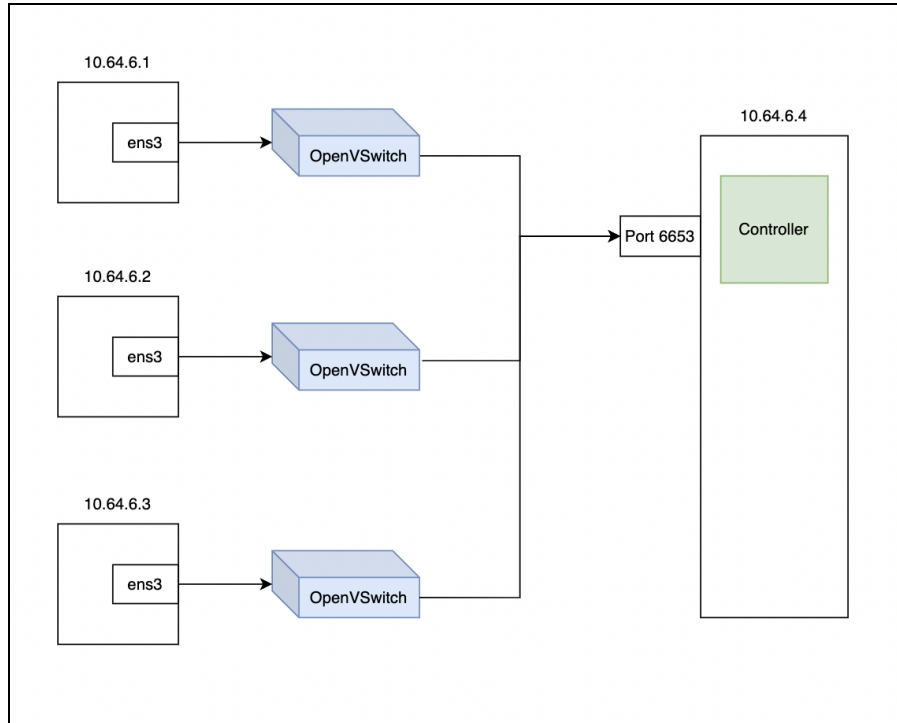 10.64.6.1
ens3
OpenVSwitch
10.64.6.4
Port 6653
Controller
10.64.6.2
ens3
OpenVSwitch
10.64.6.3
ens3
OpenVSwitch